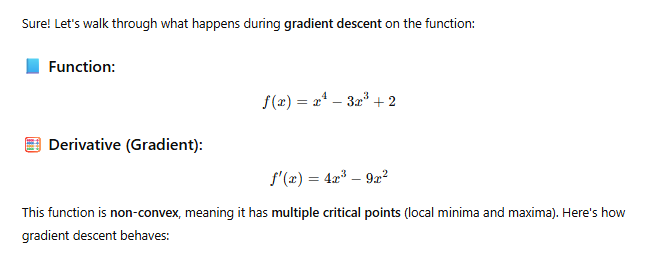 Sure! Let's walk through what happens during gradient descent on the function:
Function:
f(x) = x⁴ − 3x³ + 2
Derivative (Gradient):
f′(x) = 4x³ − 9x²
This function is non-convex, meaning it has multiple critical points (local minima and maxima). Here's how
gradient descent behaves: